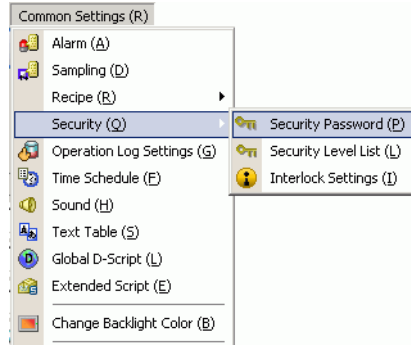 Common Settings (R)
Alarm (A)
Sampling (D)
Recipe (R)
Security (Q)
Security Password (P)
Operation Log Settings (G)
Security Level List (L)
Time Schedule (F)
Interlock Settings (I)
Sound (H)
Text Table (S)
Global D-Script (L)
Extended Script (E)
Change Backlight Color (B)